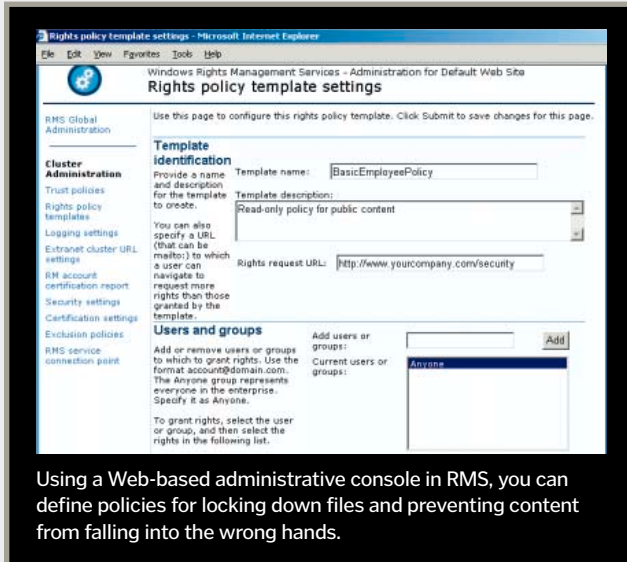 Rights policy template settings - Microsoft Internet Explorer
File Edit View Favorites Tools Help
Windows Rights Management Services - Administration for Default Web Site
Rights policy template settings
RMS Global
Administration
Cluster
Administration
Trust policies
Rights policy
templates
Logging settings
Extranet cluster URL
settings
RM account
certification report
Security settings
Certification settings
Exclusion policies
RMS service
connection point
Use this page to configure this rights policy template. Click Submit to save changes for this page.
Template
identification
Provide a name
and description
for the template
to create.
You can also
specify a URL
(that can be
mailto:) to which
a user can
navigate to
request more
rights than those
granted by the
template.
Template name: BasicEmployeePolicy
Template description:
Read-only policy for public content
Rights request URL: http://www.yourcompany.com/security
Users and groups
Add or remove users or groups
to which to grant rights. Use the
format account@domain.com.
The Anyone group represents
everyone in the enterprise.
Specify it as Anyone.
To grant rights, select the user
or group, and then select the
rights in the following list.
Add users or
groups:
Add
Current users or
groups:
Anyone
Using a Web-based administrative console in RMS, you can
define policies for locking down files and preventing content
from falling into the wrong hands.